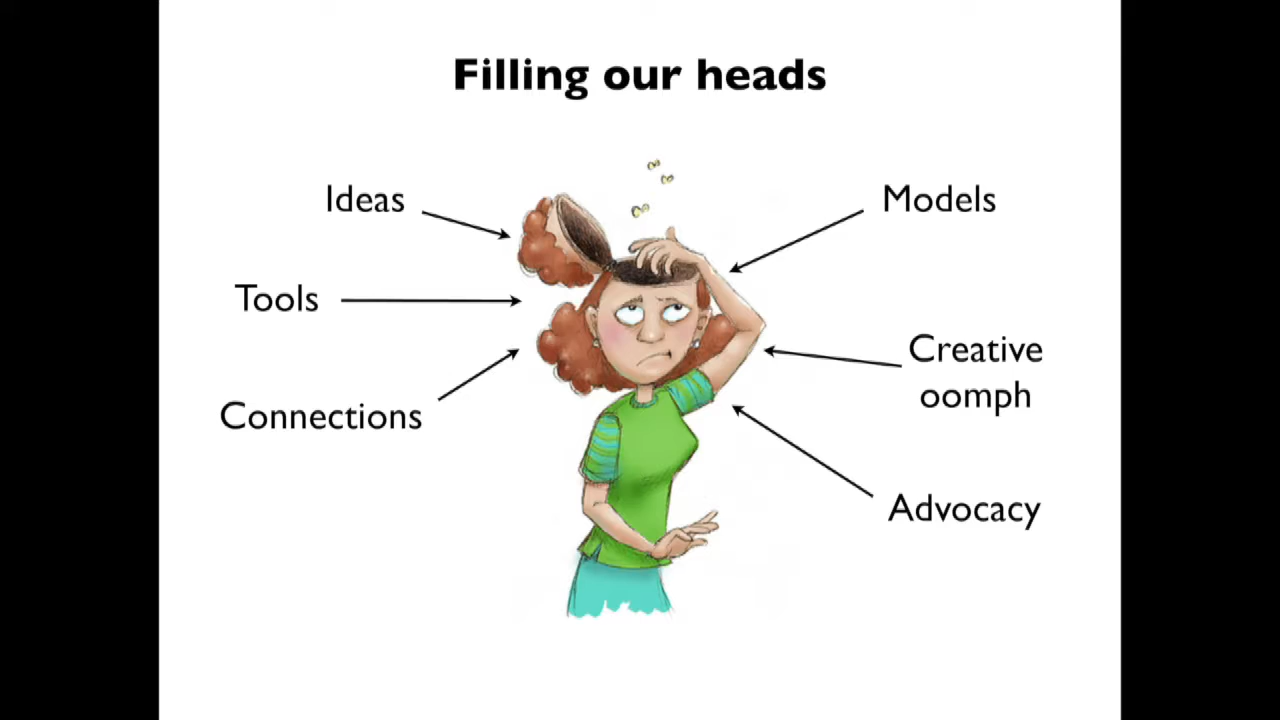 Filling our heads
Ideas
Models
Tools
Creative
oomph
Connections
Advocacy